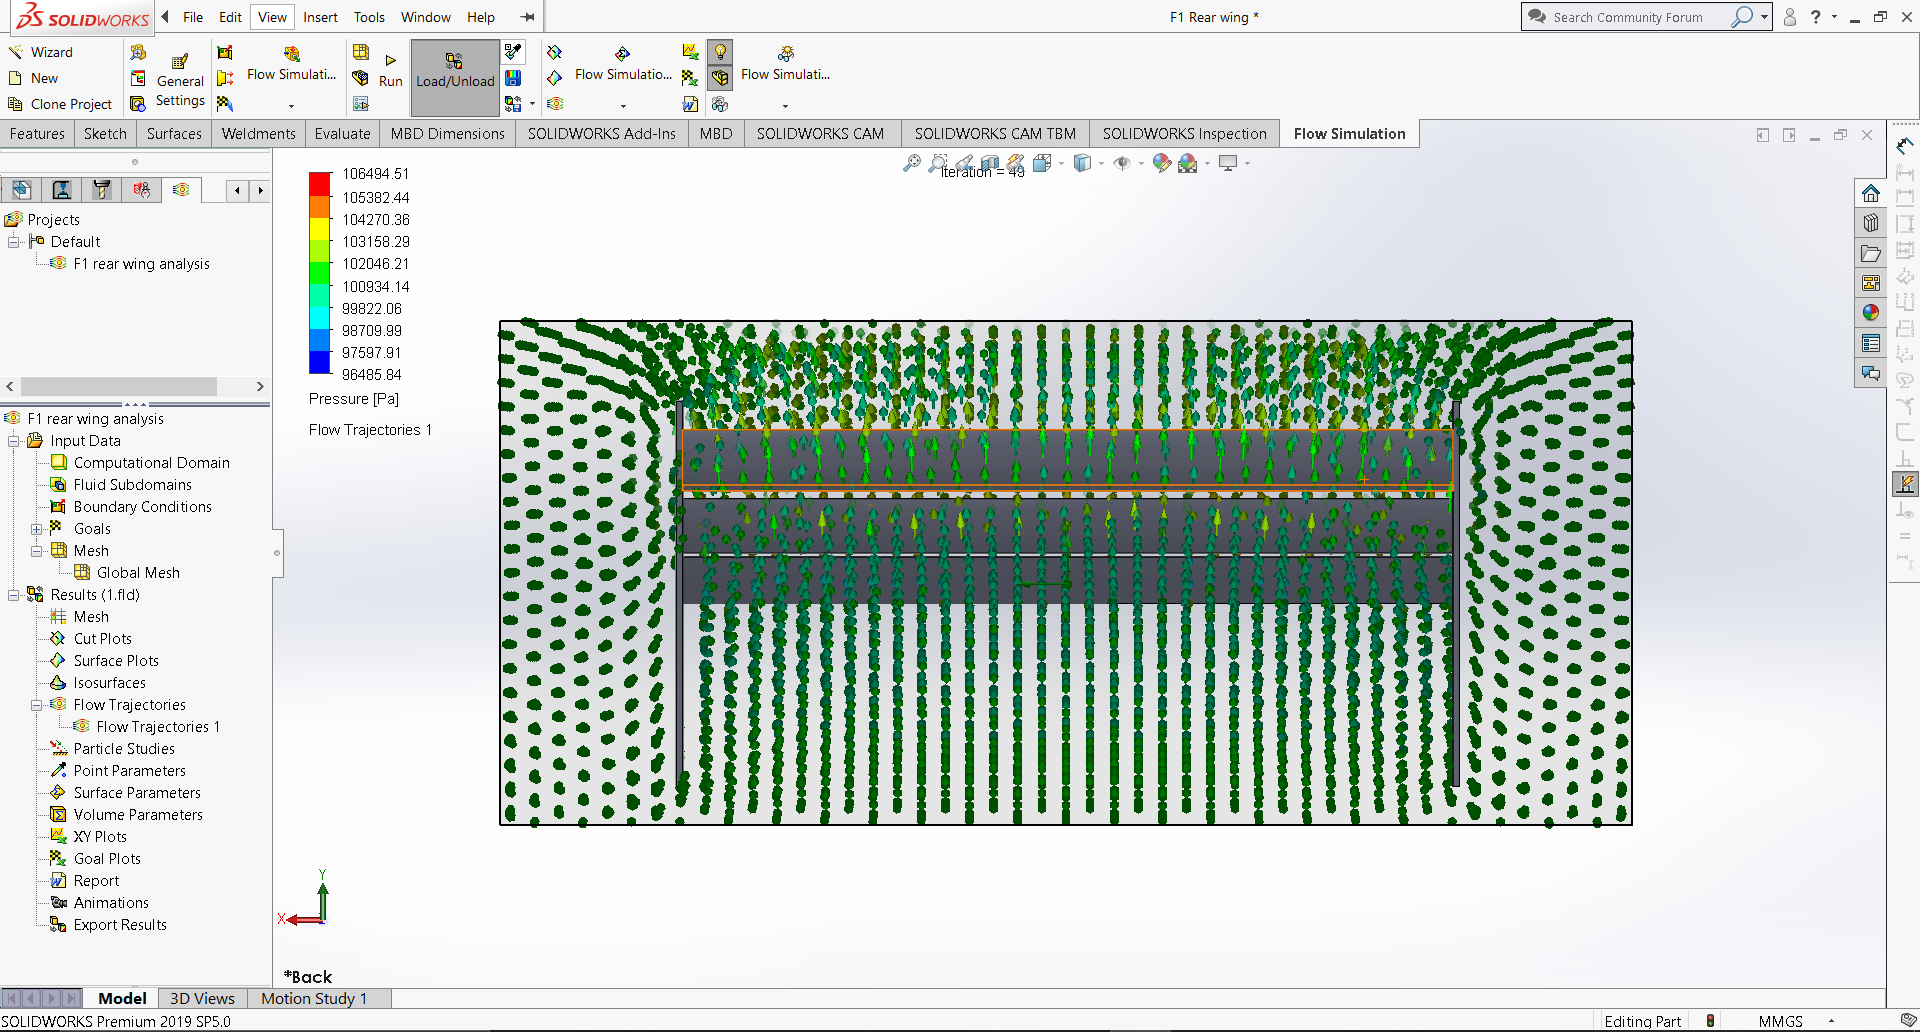 SOLIDWORKS
File Edit View Insert Tools Window Help
F1 Rear wing *
Search Community Forum
?
Wizard
New
Clone Project
General
Settings
Flow Simulati...
Run
Load/Unload
Flow Simulatio...
Flow Simulati...
Features Sketch Surfaces Weldments Evaluate MBD Dimensions SOLIDWORKS Add-Ins MBD SOLIDWORKS CAM SOLIDWORKS CAM TBM SOLIDWORKS Inspection Flow Simulation
Projects
Default
F1 rear wing analysis
F1 rear wing analysis
Input Data
Computational Domain
Fluid Subdomains
Boundary Conditions
Goals
Mesh
Global Mesh
Results (1.fld)
Mesh
Cut Plots
Surface Plots
Isosurfaces
Flow Trajectories
Flow Trajectories 1
Particle Studies
Point Parameters
Surface Parameters
Volume Parameters
XY Plots
Goal Plots
Report
Animations
Export Results
Iteration = 49
106494.51
105382.44
104270.36
103158.29
102046.21
100934.14
99822.06
98709.99
97597.91
96485.84
Pressure [Pa]
Flow Trajectories 1
Y
X
*Back
Model 3D Views Motion Study 1
SOLIDWORKS Premium 2019 SP5.0
Editing Part
MMGS